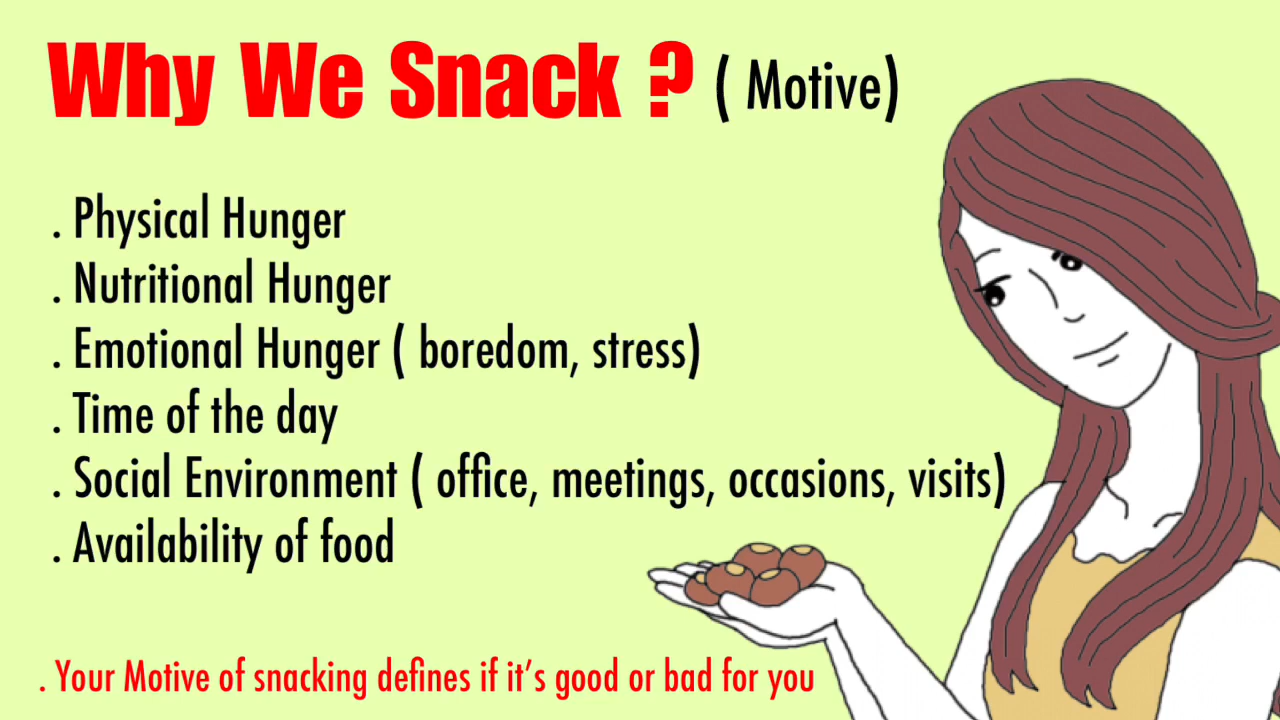 Why We Snack ? ( Motive)
. Physical Hunger
. Nutritional Hunger
. Emotional Hunger ( boredom, stress)
. Time of the day
. Social Environment ( office, meetings, occasions, visits)
. Availability of food
. Your Motive of snacking defines if it’s good or bad for you